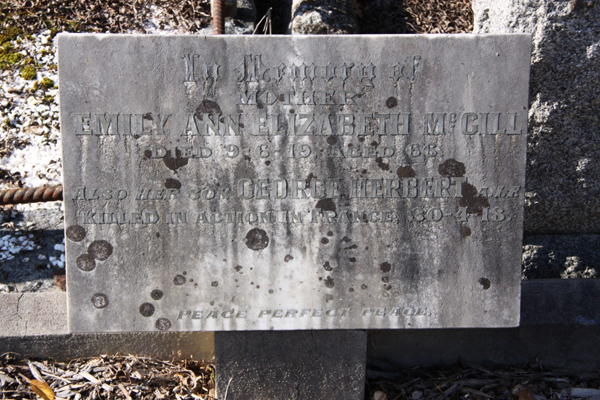 In Memory of
MOTHER
EMILY ANN ELIZABETH McGILL
DIED 9-6-19, AGED 68.
ALSO HER SON GEORGE HERBERT
KILLED IN ACTION IN FRANCE, 30-4-18.
PEACE PERFECT PEACE.